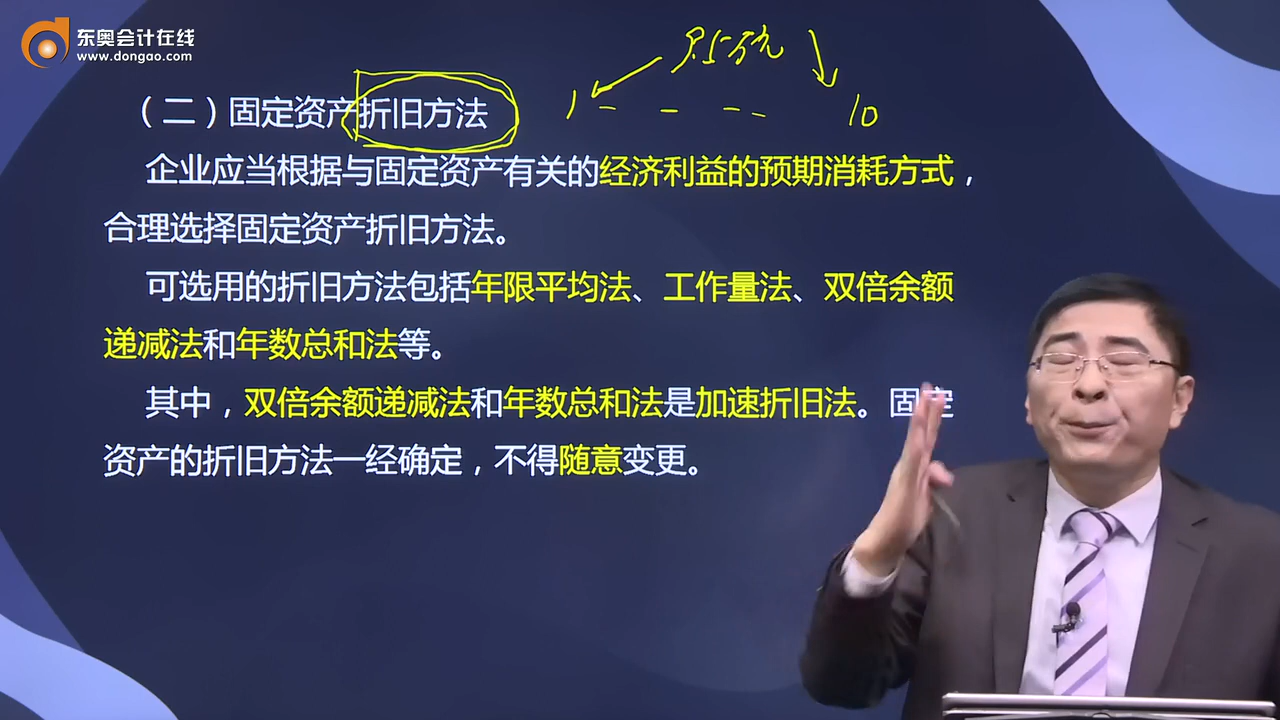 东奥会计在线
www.dongao.com
1 10
（二）固定资产折旧方法
企业应当根据与固定资产有关的经济利益的预期消耗方式，
合理选择固定资产折旧方法。
可选用的折旧方法包括年限平均法、工作量法、双倍余额
递减法和年数总和法等。
其中，双倍余额递减法和年数总和法是加速折旧法。固定
资产的折旧方法一经确定，不得随意变更。